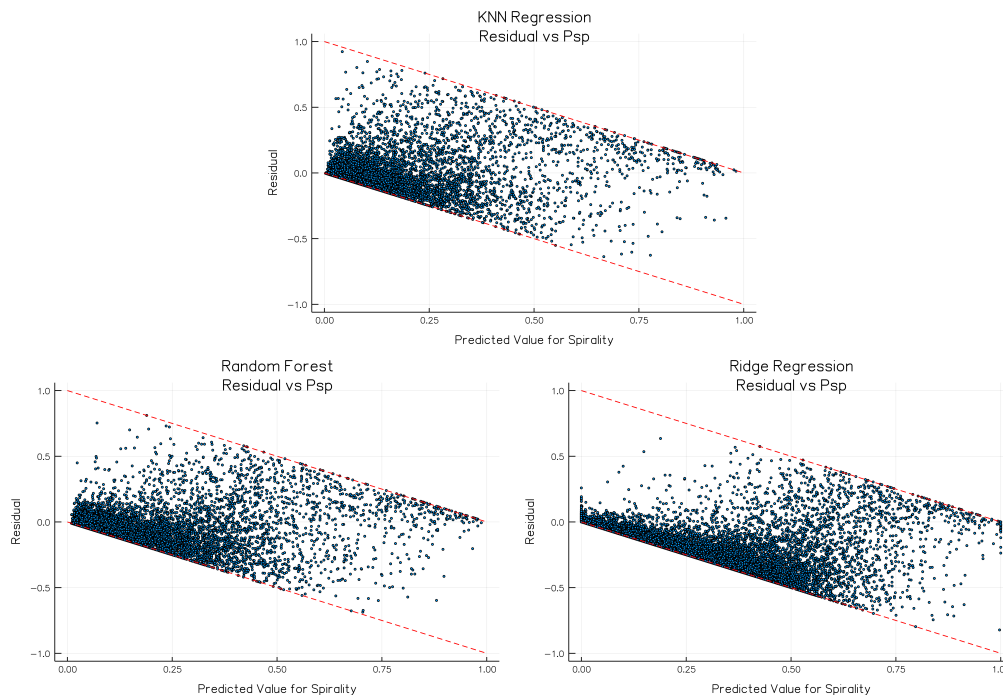 KNN Regression
Residual vs Psp
1.0
0.5
0.0
−0.5
−1.0
Residual
0.00
0.25
0.50
0.75
1.00
Predicted Value for Spirality
Random Forest
Residual vs Psp
1.0
0.5
0.0
−0.5
−1.0
Residual
0.00
0.25
0.50
0.75
1.00
Predicted Value for Spirality
Ridge Regression
Residual vs Psp
1.0
0.5
0.0
−0.5
−1.0
Residual
0.00
0.25
0.50
0.75
1.0
Predicted Value for Spirality